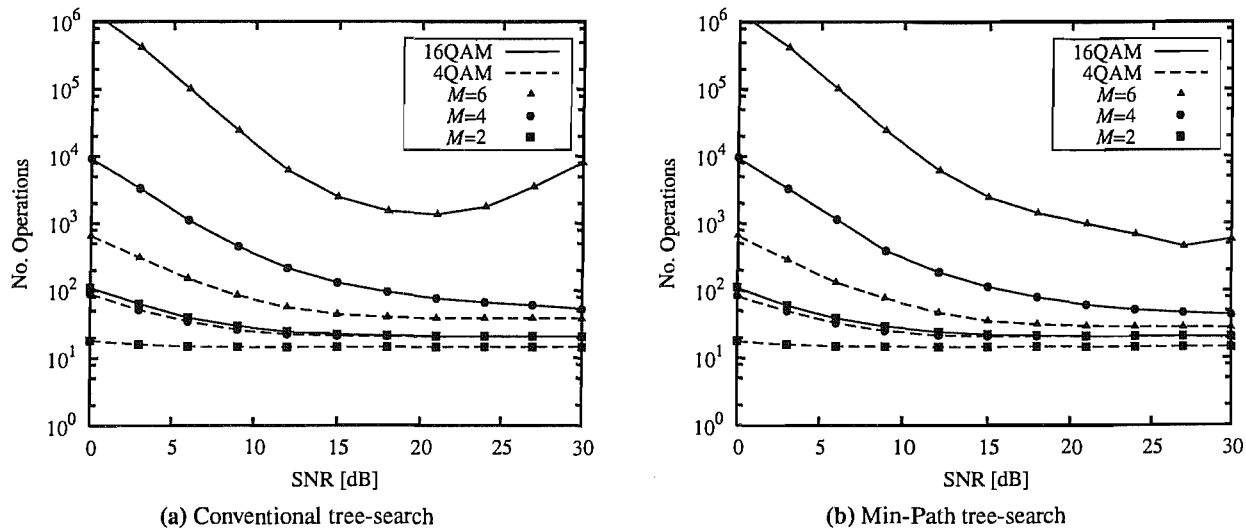 10^6
10^5
10^4
10^3
10^2
10^1
10^0
No. Operations
16QAM
4QAM
M=6
M=4
M=2
0 5 10 15 20 25 30
SNR [dB]
(a) Conventional tree-search
10^6
10^5
10^4
10^3
10^2
10^1
10^0
No. Operations
16QAM
4QAM
M=6
M=4
M=2
0 5 10 15 20 25 30
SNR [dB]
(b) Min-Path tree-search